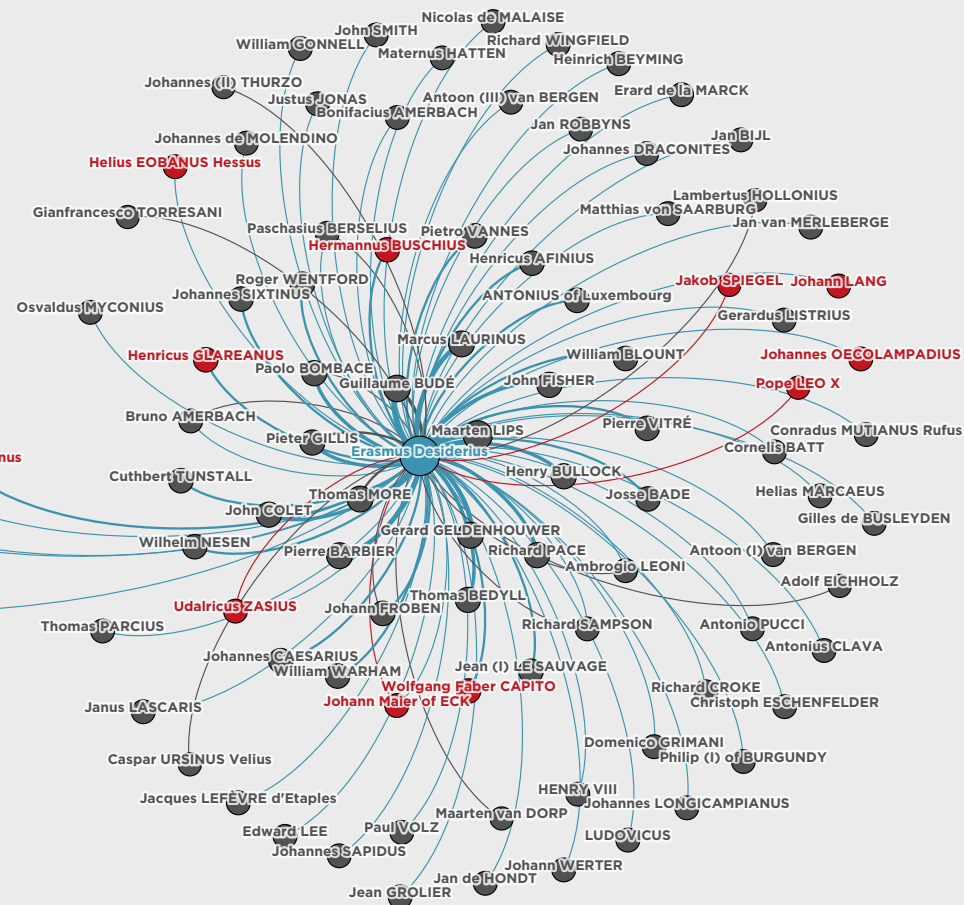 Nicolas de MALAISE
John SMITH
Richard WINGFIELD
William GONNELL
Maternus HATTEN
Heinrich BEYMING
Johannes (II) THURZO
Erard de la MARCK
Justus JONAS
Antoon (III) van BERGEN
Bonifacius AMERBACH
Jan ROBBYNS
Jan BIJL
Johannes de MOLENDINO
Johannes DRACONITES
Helius EOBANUS Hessus
Lambertus HOLLONIUS
Gianfrancesco TORRESANI
Matthias von SAARBURG
Jan van MERLEBERGE
Paschasius BERSELIUS
Pietro VANNES
Hermannus BUSCHIUS
Henricus AFINIUS
Roger WENTFORD
Jakob SPIEGEL
Johann LANG
Johannes SIXTINUS
ANTONIUS of Luxembourg
Osvaldus MYCONIUS
Gerardus LISTRIUS
Marcus LAURINUS
Henricus GLAREANUS
William BLOUNT
Johannes OECOLAMPADIUS
Paolo BOMBACE
Guillaume BUDÉ
John FISHER
Pope LEO X
Bruno AMERBACH
Pierre VITRÉ
Maarten LIPS
Conradus MUTIANUS Rufus
Pieter GILLIS
Cornelis BATT
Erasmus Desiderius
nus
Cuthbert TUNSTALL
Henry BULLOCK
Thomas MORE
Josse BADE
Helias MARCAEUS
John COLET
Gilles de BUSLEYDEN
Gerard GELDENHOUWER
Wilhelm NESEN
Pierre BARBIER
Richard PACE
Antoon (I) van BERGEN
Ambrogio LEONI
Adolf EICHHOLZ
Thomas BEDYLL
Udalricus ZASIUS
Johann FROBEN
Thomas PARCIUS
Richard SAMPSON
Antonio PUCCI
Antonius CLAVA
Johannes CAESARIUS
William WARHAM
Jean (I) LE SAUVAGE
Wolfgang Faber CAPITO
Richard CROKE
Johann Maier of ECK
Christoph ESCHENFELDER
Janus LASCARIS
Domenico GRIMANI
Caspar URSINUS Velius
Philip (I) of BURGUNDY
HENRY VIII
Jacques LEFÈVRE d'Etaples
Johannes LONGICAMPIANUS
Maarten van DORP
Edward LEE
Paul VOLZ
LUDOVICUS
Johannes SAPIDUS
Johann WERTER
Jan de HONDT
Jean GROLIER